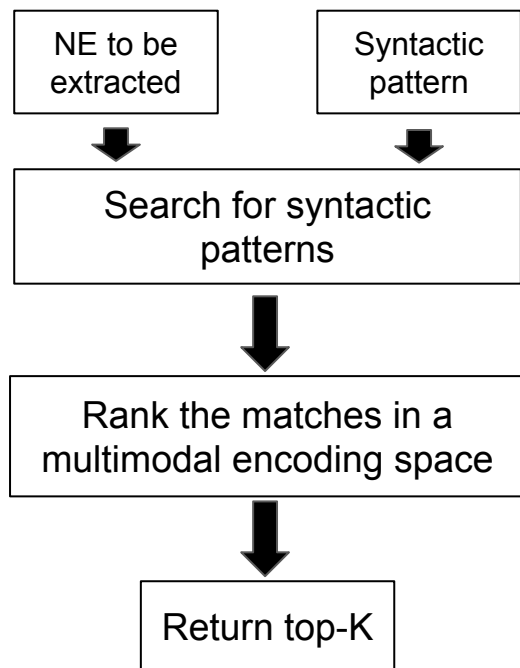 NE to be
extracted
Syntactic
pattern
Search for syntactic
patterns
Rank the matches in a
multimodal encoding space
Return top-K